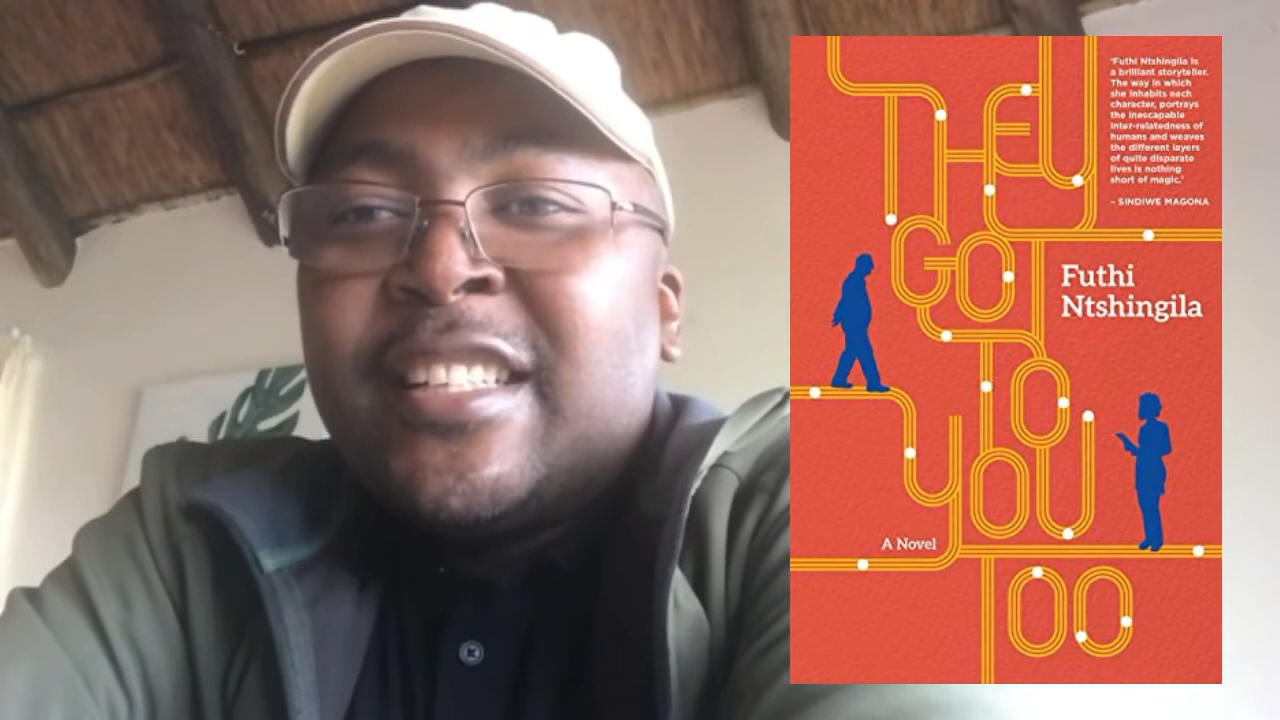 THEY
GOT
TO
YOU
TOO
'Futhi Ntshingila is
a brilliant storyteller.
The way in which
she inhabits each
character, portrays
the inescapable
inter-relatedness of
humans and weaves
the different layers
of quite disparate
lives is nothing
short of magic.'
– SINDIWE MAGONA
Futhi
Ntshingila
A Novel